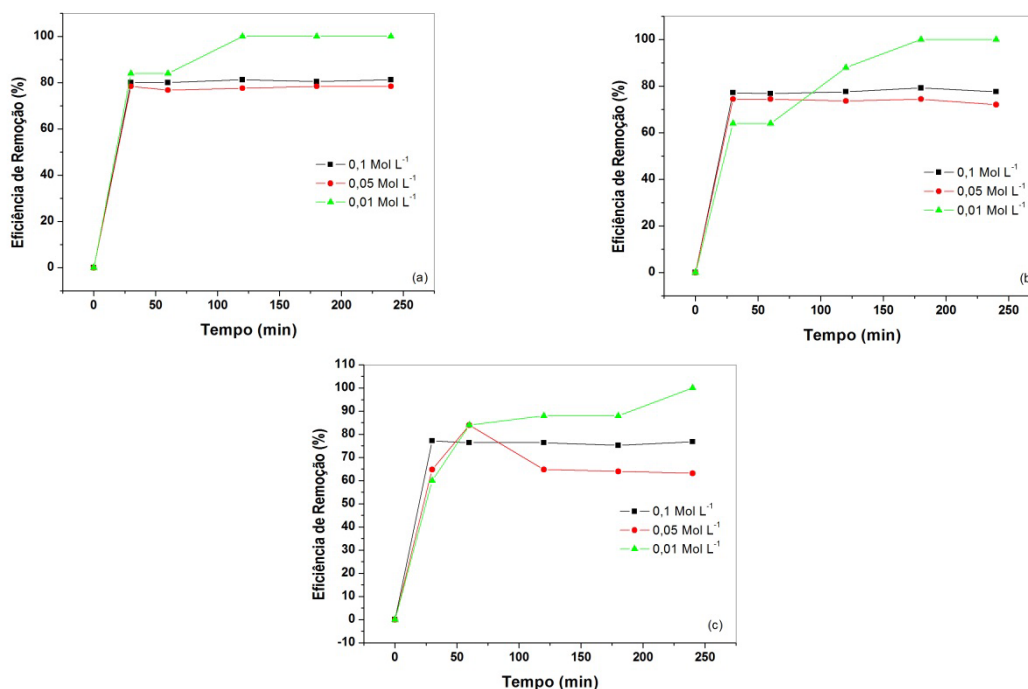 100
80
60
40
20
0
Eficiência de Remoção (%)
0,1 Mol L⁻¹
0,05 Mol L⁻¹
0,01 Mol L⁻¹
(a)
0 50 100 150 200 250
Tempo (min)
100
80
60
40
20
0
Eficiência de Remoção (%)
0,1 Mol L⁻¹
0,05 Mol L⁻¹
0,01 Mol L⁻¹
(b)
0 50 100 150 200 250
Tempo (min)
110
100
90
80
70
60
50
40
30
20
10
0
-10
Eficiência de Remoção (%)
0,1 Mol L⁻¹
0,05 Mol L⁻¹
0,01 Mol L⁻¹
(c)
0 50 100 150 200 250
Tempo (min)